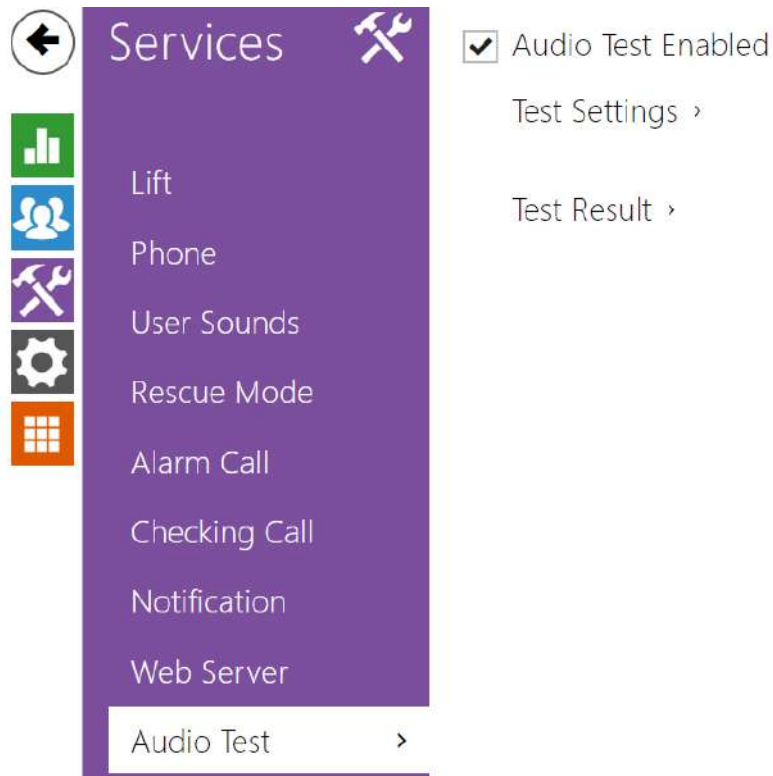 Services
Lift
Phone
User Sounds
Rescue Mode
Alarm Call
Checking Call
Notification
Web Server
Audio Test
Audio Test Enabled
Test Settings ›
Test Result ›